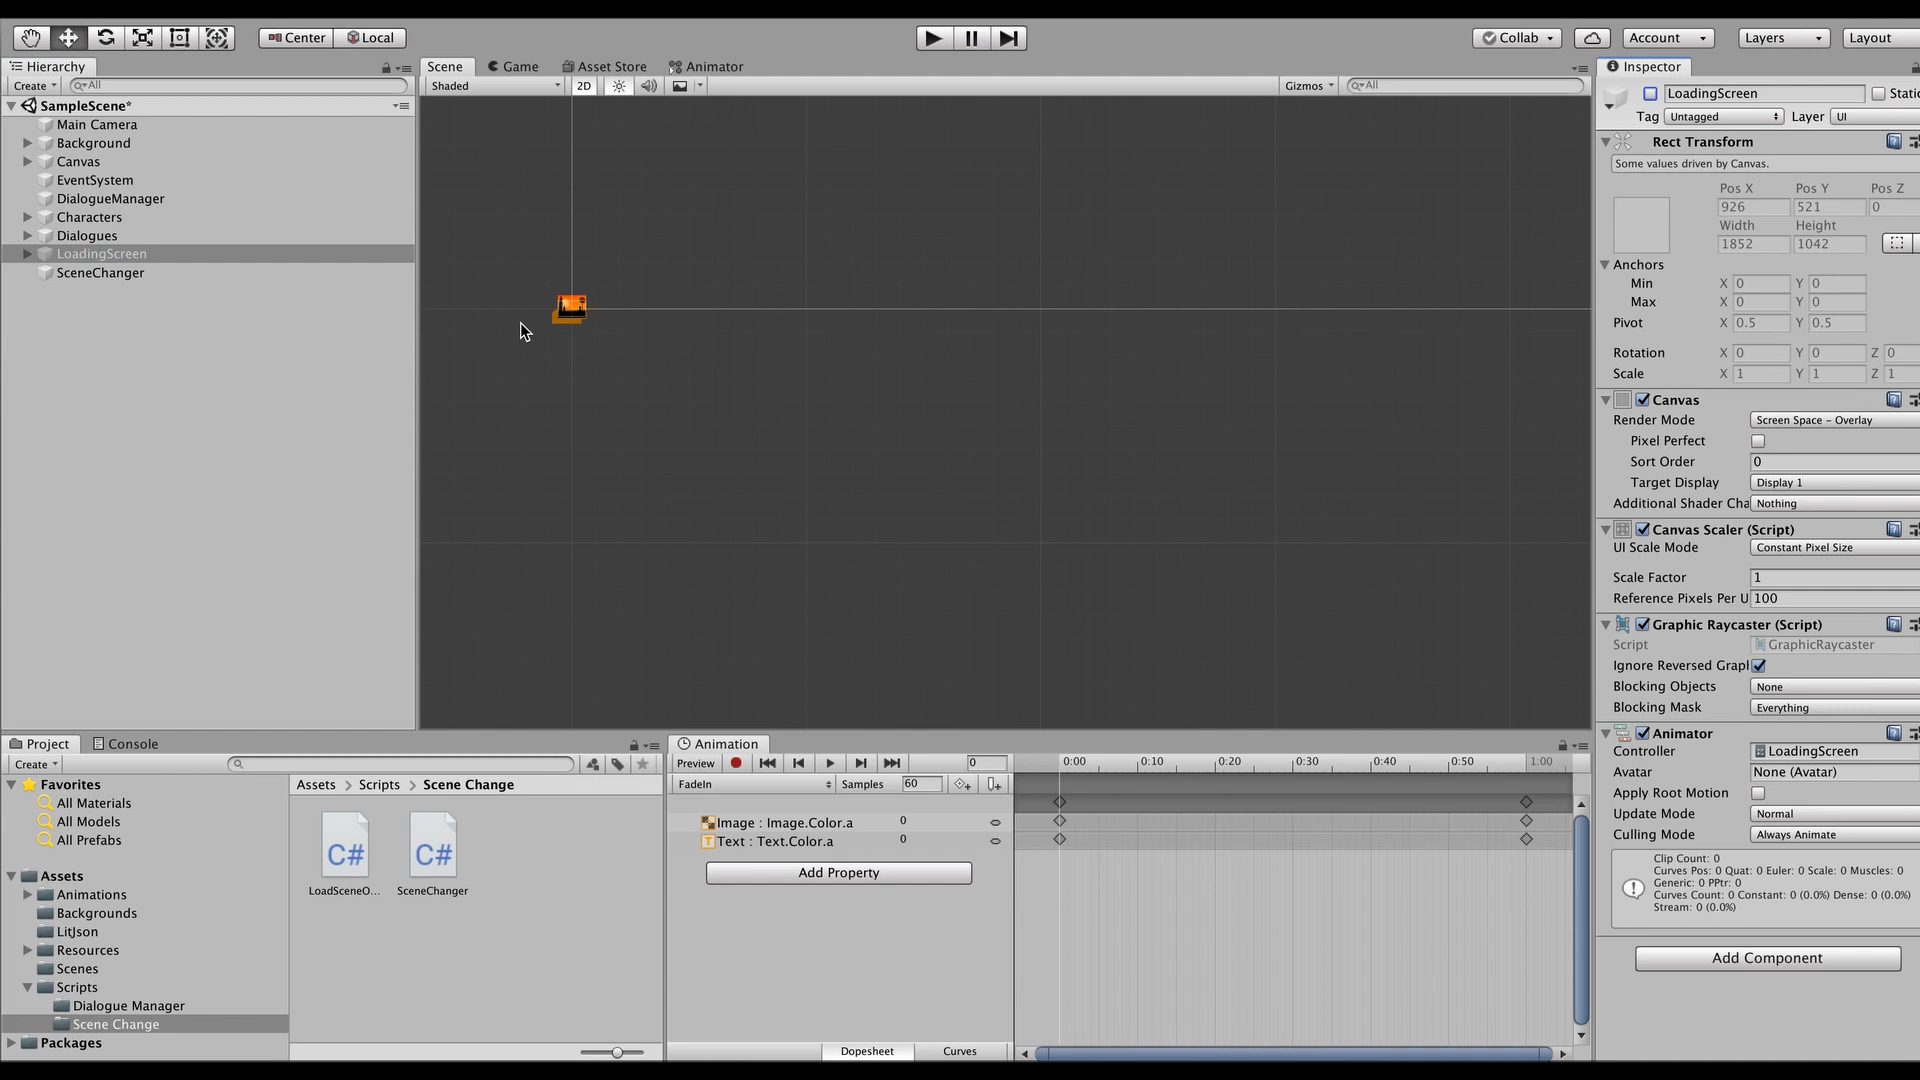 Center
Local
Collab
Account
Layers
Layout
Hierarchy
Create
All
SampleScene*
Main Camera
Background
Canvas
EventSystem
DialogueManager
Characters
Dialogues
LoadingScreen
SceneChanger
Scene
Game
Asset Store
Animator
Shaded
2D
Gizmos
All
Inspector
LoadingScreen
Static
Tag Untagged Layer UI
Rect Transform
Some values driven by Canvas.
Pos X Pos Y Pos Z
926 521 0
Width Height
1852 1042
Anchors
Min X 0 Y 0
Max X 0 Y 0
Pivot X 0.5 Y 0.5
Rotation X 0 Y 0 Z 0
Scale X 1 Y 1 Z 1
Canvas
Render Mode Screen Space - Overlay
Pixel Perfect
Sort Order 0
Target Display Display 1
Additional Shader Cha Nothing
Canvas Scaler (Script)
UI Scale Mode Constant Pixel Size
Scale Factor 1
Reference Pixels Per U 100
Graphic Raycaster (Script)
Script GraphicRaycaster
Ignore Reversed Grapl
Blocking Objects None
Blocking Mask Everything
Animator
Controller LoadingScreen
Avatar None (Avatar)
Apply Root Motion
Update Mode Normal
Culling Mode Always Animate
Clip Count: 0
Curves Pos: 0 Quat: 0 Euler: 0 Scale: 0 Muscles: 0
Generic: 0 PPtr: 0
Curves Count: 0 Constant: 0 (0.0%) Dense: 0 (0.0%)
Stream: 0 (0.0%)
Add Component
Project
Console
Create
Favorites
All Materials
All Models
All Prefabs
Assets
Animations
Backgrounds
LitJson
Resources
Scenes
Scripts
Dialogue Manager
Scene Change
Packages
Assets > Scripts > Scene Change
C#
C#
LoadSceneO...
SceneChanger
Animation
Preview 0
0:00 0:10 0:20 0:30 0:40 0:50 1:00
FadeIn Samples 60
Image : Image.Color.a 0
Text : Text.Color.a 0
Add Property
Dopesheet Curves